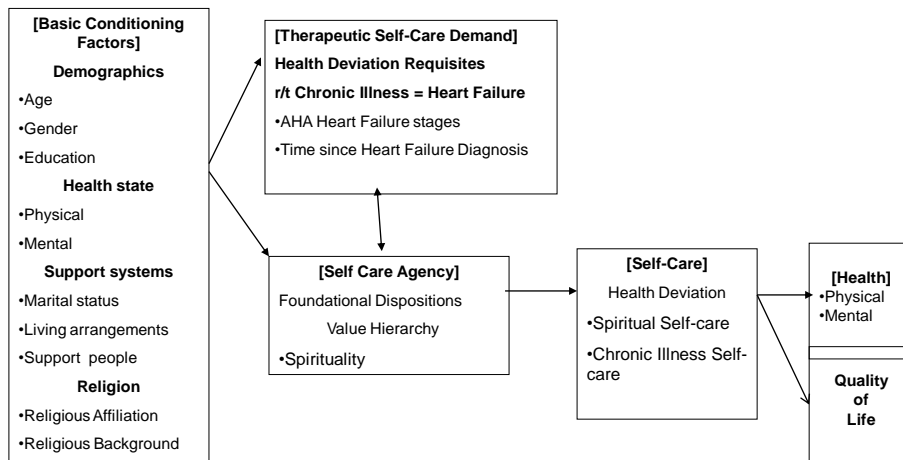 [Basic Conditioning
Factors]
Demographics
•Age
•Gender
•Education
Health state
•Physical
•Mental
Support systems
•Marital status
•Living arrangements
•Support people
Religion
•Religious Affiliation
•Religious Background
[Therapeutic Self-Care Demand]
Health Deviation Requisites
r/t Chronic Illness = Heart Failure
•AHA Heart Failure stages
•Time since Heart Failure Diagnosis
[Self Care Agency]
Foundational Dispositions
Value Hierarchy
•Spirituality
[Self-Care]
Health Deviation
•Spiritual Self-care
•Chronic Illness Self-
care
[Health]
•Physical
•Mental
Quality
of
Life